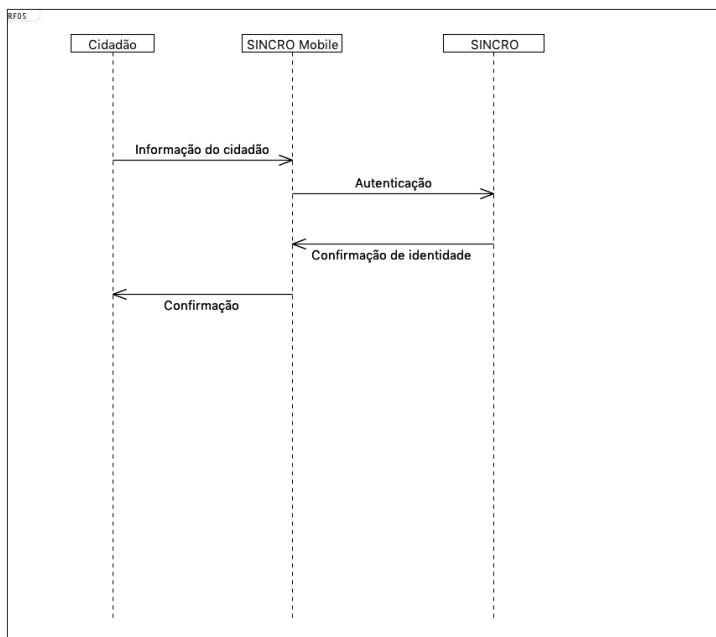 RF05
Cidadão
SINCRO Mobile
SINCRO
Informação do cidadão
Autenticação
Confirmação de identidade
Confirmação